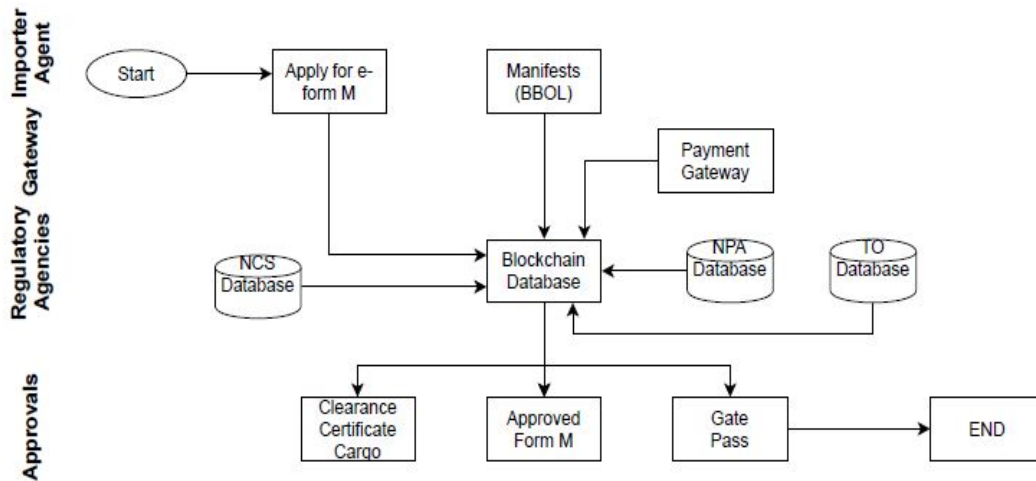 Importer
Agent
Start
Apply for e-
form M
Manifests
(BBOL)
Gateway
Payment
Gateway
Regulatory
Agencies
NCS
Database
Blockchain
Database
NPA
Database
TO
Database
Approvals
Clearance
Certificate
Cargo
Approved
Form M
Gate
Pass
END